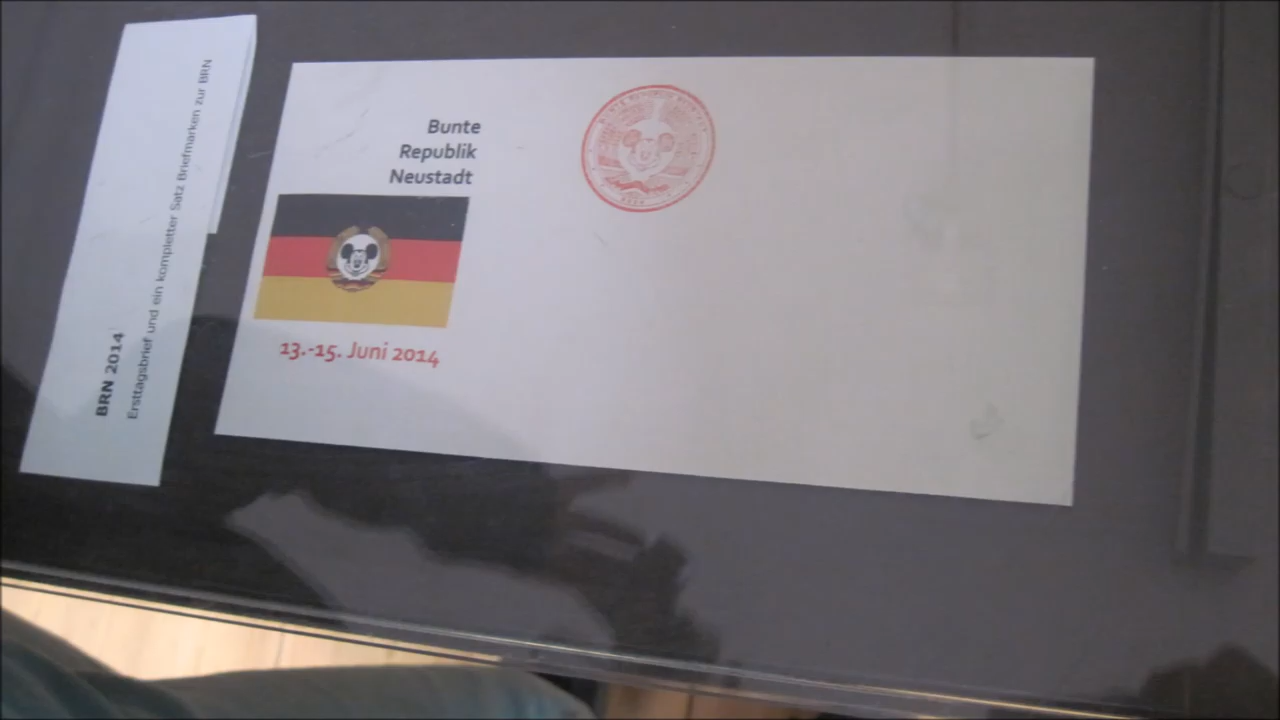 BRN 2014
Ersttagsbrief und ein kompletter Satz Briefmarken zur BRN
Bunte
Republik
Neustadt
13.-15. Juni 2014